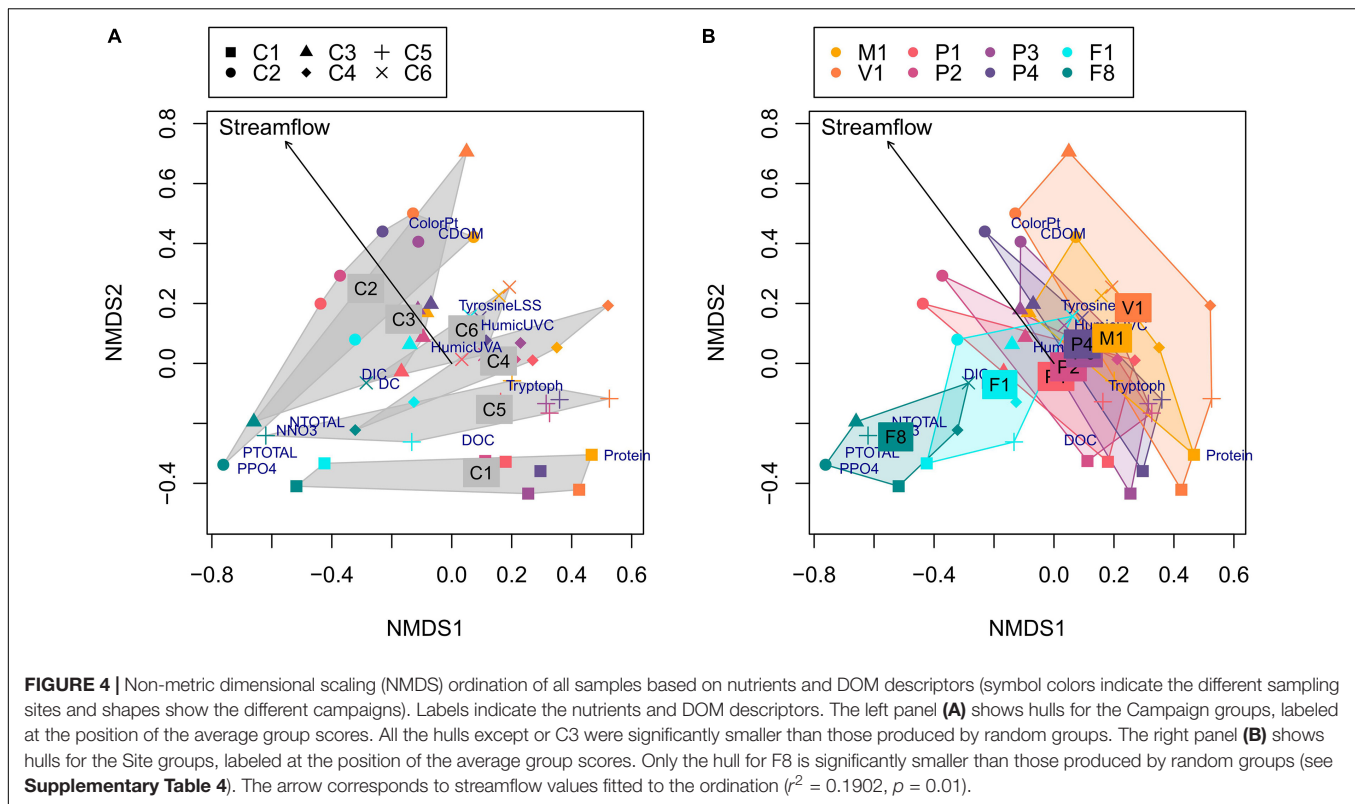 A
■ C1 ▲ C3 + C5
● C2 ◆ C4 × C6
B
M1 P1 P3 F1
V1 P2 P4 F8
0.8
0.4
0.0
−0.4
NMDS2
Streamflow
ColorPt
CDOM
C2
C3
TyrosineLSS
C6
HumicUVC
HumicUVA
C4
DIC
DC
Tryptoph
C5
NTOTAL
NNO3
DOC
PTOTAL
PPO4
C1
Protein
−0.8 −0.4 0.0 0.2 0.4 0.6
NMDS1
0.8
0.4
0.0
−0.4
NMDS2
Streamflow
ColorPt
CDOM
V1
M1
P4
F1
F8
DIC
Tryptoph
DOC
PTOTAL
PPO4
Protein
−0.8 −0.4 0.0 0.2 0.4 0.6
NMDS1
FIGURE 4 | Non-metric dimensional scaling (NMDS) ordination of all samples based on nutrients and DOM descriptors (symbol colors indicate the different sampling
sites and shapes show the different campaigns). Labels indicate the nutrients and DOM descriptors. The left panel (A) shows hulls for the Campaign groups, labeled
at the position of the average group scores. All the hulls except or C3 were significantly smaller than those produced by random groups. The right panel (B) shows
hulls for the Site groups, labeled at the position of the average group scores. Only the hull for F8 is significantly smaller than those produced by random groups (see
Supplementary Table 4). The arrow corresponds to streamflow values fitted to the ordination (r² = 0.1902, p = 0.01).